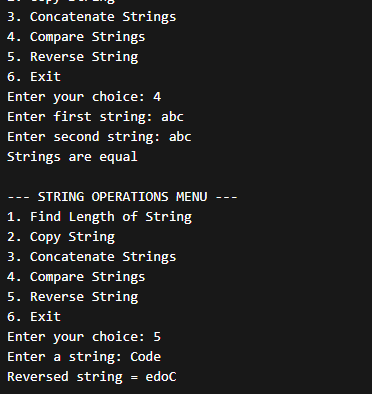 3. Concatenate Strings
4. Compare Strings
5. Reverse String
6. Exit
Enter your choice: 4
Enter first string: abc
Enter second string: abc
Strings are equal
--- STRING OPERATIONS MENU ---
1. Find Length of String
2. Copy String
3. Concatenate Strings
4. Compare Strings
5. Reverse String
6. Exit
Enter your choice: 5
Enter a string: Code
Reversed string = edoC